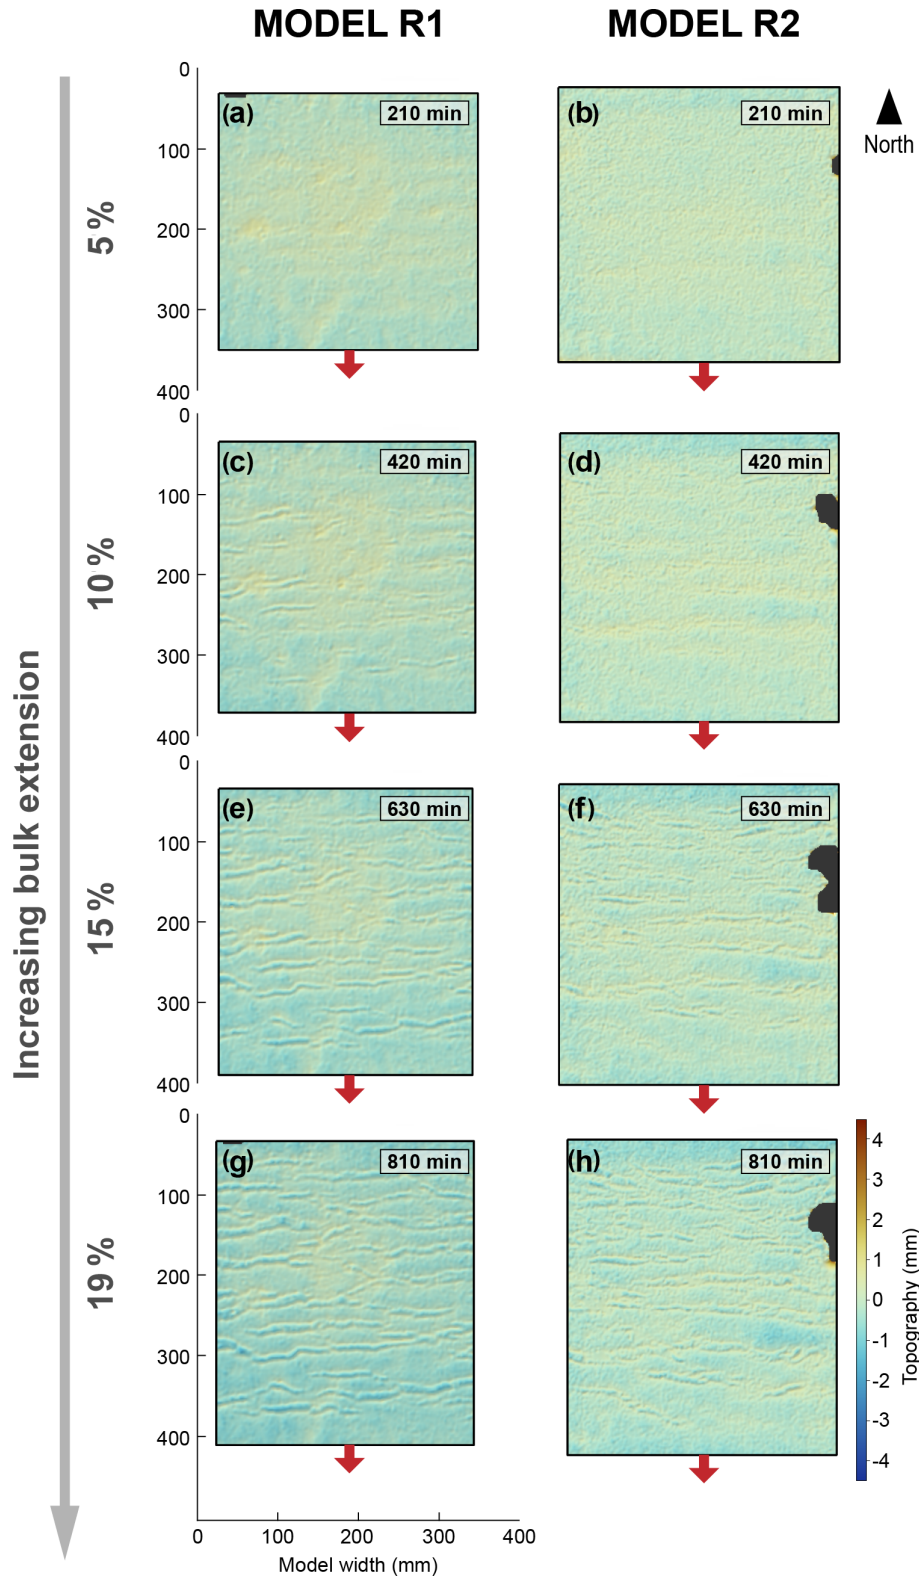 MODEL R1
MODEL R2
0
100
200
300
400
(a)
210 min
(b)
210 min
North
5 %
0
100
200
300
400
(c)
420 min
(d)
420 min
10 %
Increasing bulk extension
0
100
200
300
400
(e)
630 min
(f)
630 min
15 %
0
100
200
300
400
(g)
810 min
(h)
810 min
19 %
4
3
2
1
0
-1
-2
-3
-4
Topography (mm)
0
100
200
300
400
Model width (mm)